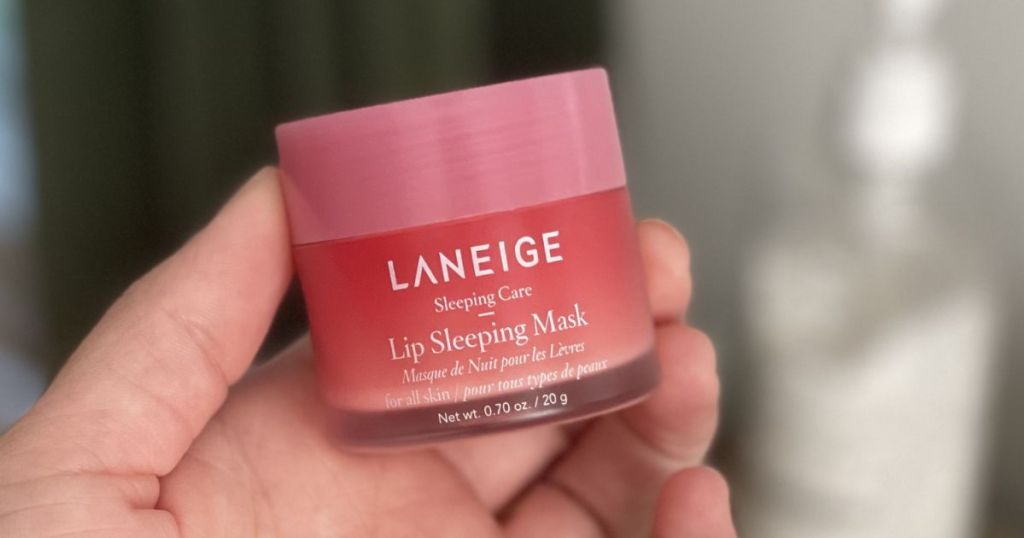 LANEIGE
Sleeping Care
Lip Sleeping Mask
Masque de Nuit pour les Lèvres
for all skin / pour tous types de peaux
Net wt. 0.70 oz. / 20 g